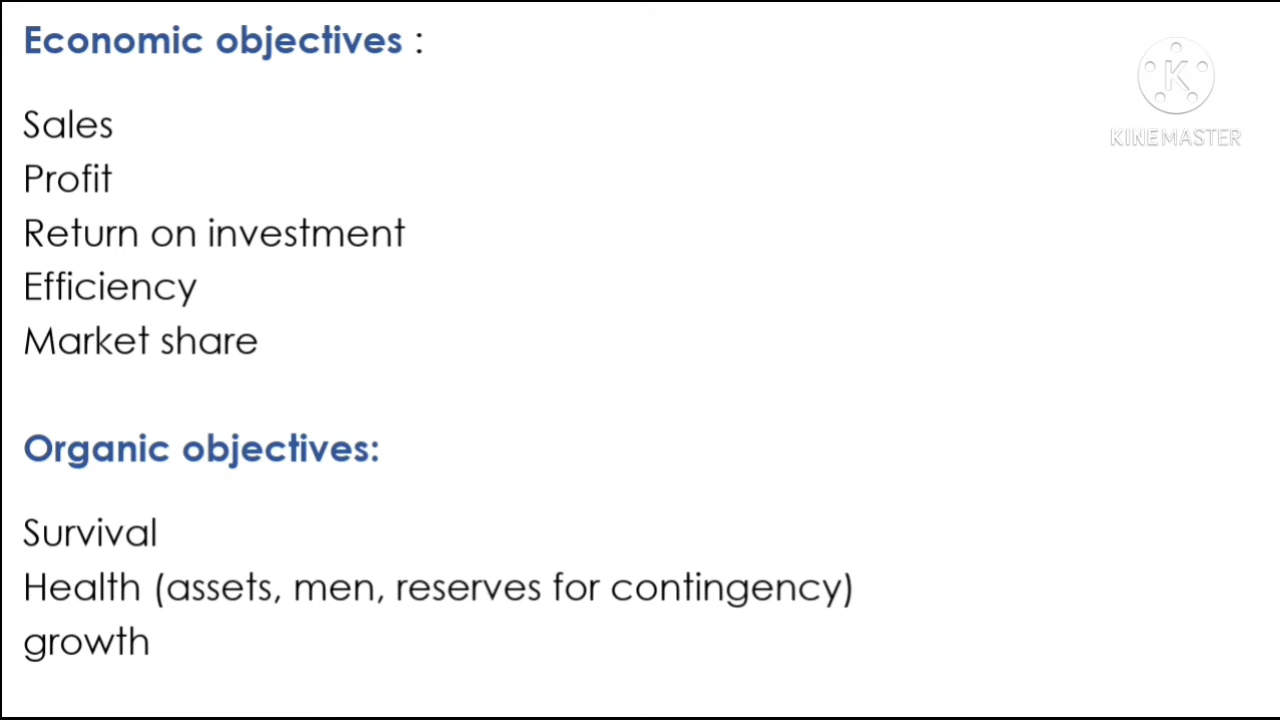 Economic objectives :
Sales
Profit
Return on investment
Efficiency
Market share
Organic objectives:
Survival
Health (assets, men, reserves for contingency)
growth
K
KINEMASTER